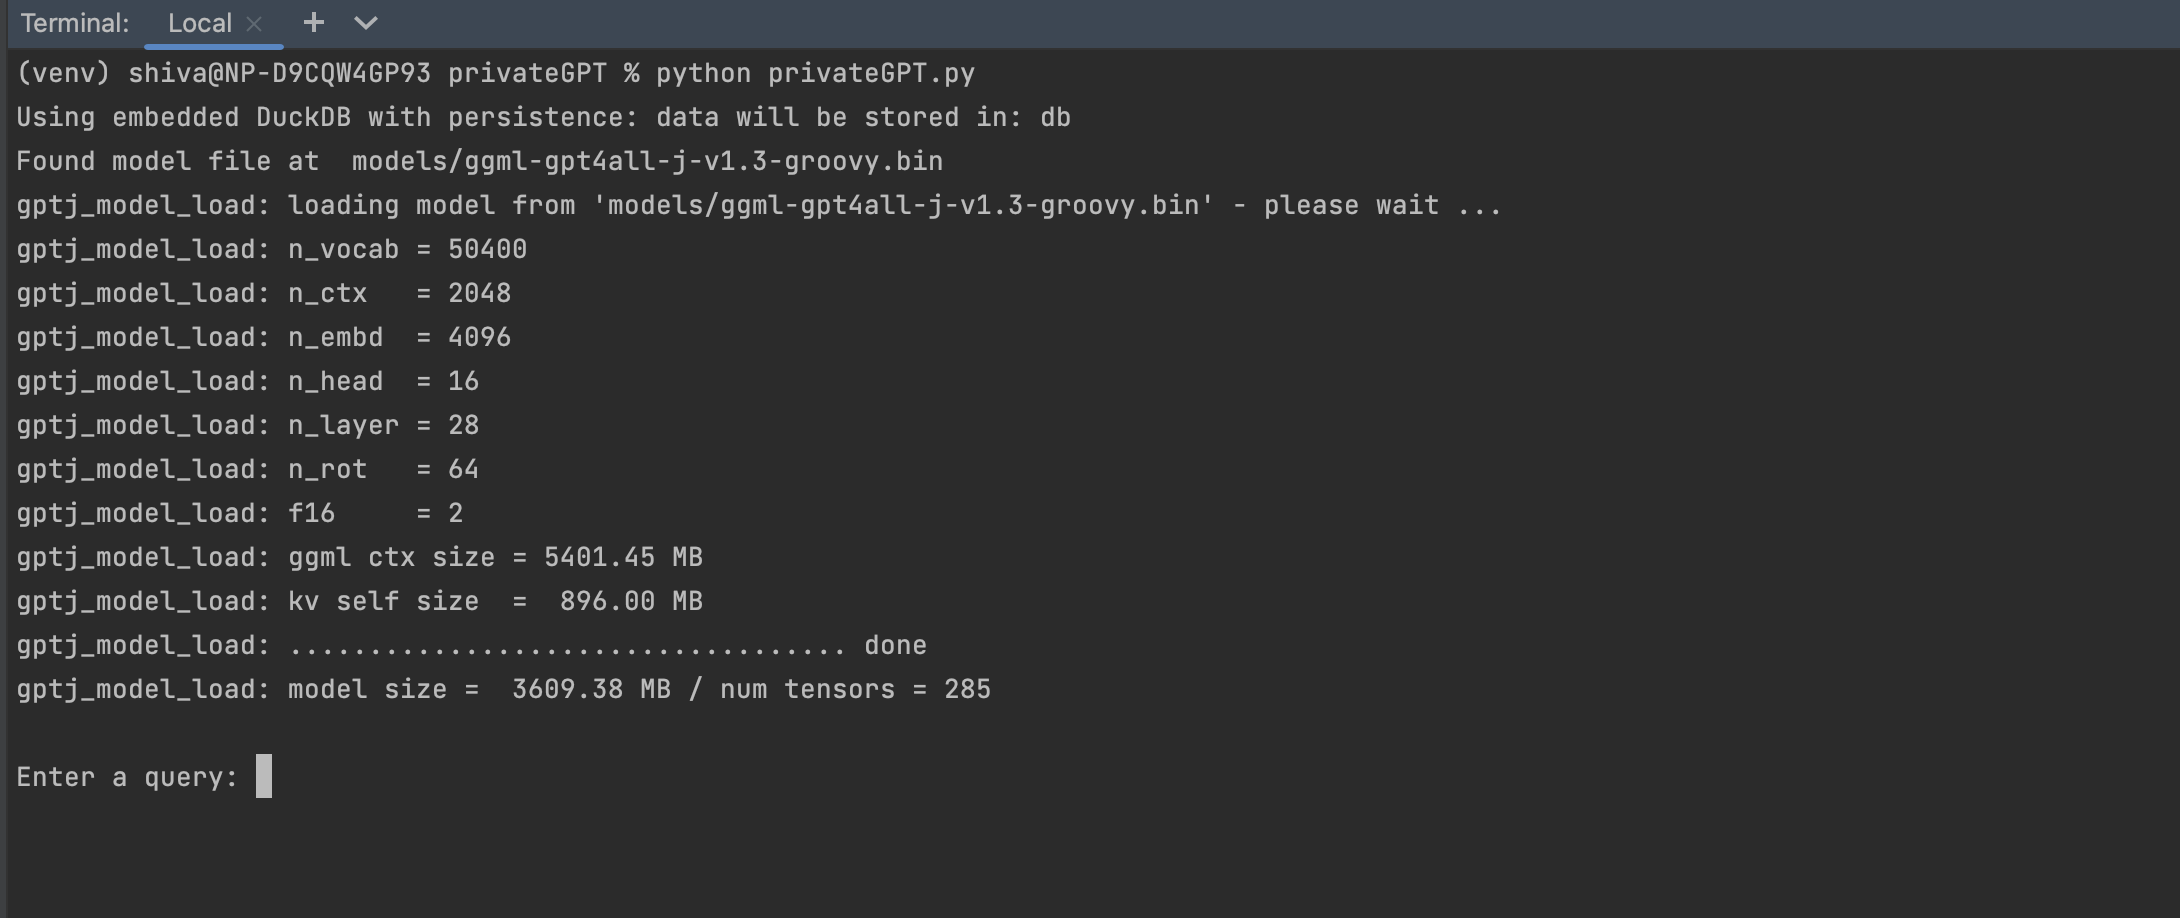 Terminal: Local × + 
(venv) shiva@NP-D9CQW4GP93 privateGPT % python privateGPT.py
Using embedded DuckDB with persistence: data will be stored in: db
Found model file at  models/ggml-gpt4all-j-v1.3-groovy.bin
gptj_model_load: loading model from 'models/ggml-gpt4all-j-v1.3-groovy.bin' - please wait ...
gptj_model_load: n_vocab = 50400
gptj_model_load: n_ctx   = 2048
gptj_model_load: n_embd  = 4096
gptj_model_load: n_head  = 16
gptj_model_load: n_layer = 28
gptj_model_load: n_rot   = 64
gptj_model_load: f16     = 2
gptj_model_load: ggml ctx size = 5401.45 MB
gptj_model_load: kv self size  =  896.00 MB
gptj_model_load: ................................... done
gptj_model_load: model size =  3609.38 MB / num tensors = 285
Enter a query: